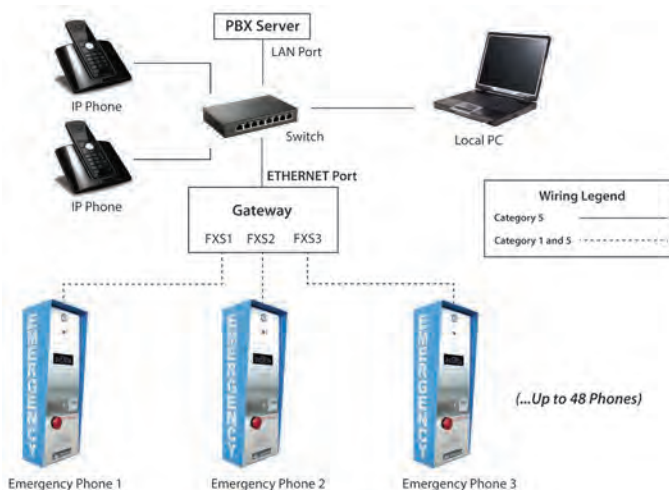 PBX Server
LAN Port
IP Phone
Switch
Local PC
IP Phone
ETHERNET Port
Gateway
FXS1 FXS2 FXS3
Wiring Legend
Category 5
Category 1 and 5
EMERGENCY
EMERGENCY
EMERGENCY
(...Up to 48 Phones)
Emergency Phone 1
Emergency Phone 2
Emergency Phone 3